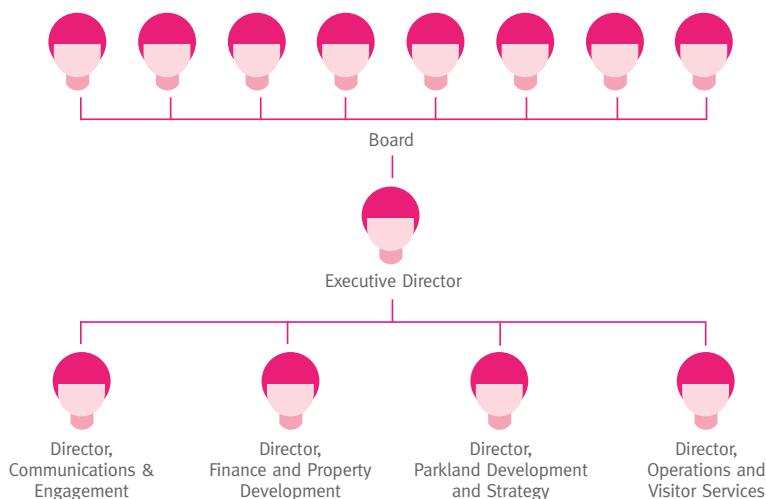 Board
Executive Director
Director,
Communications &
Engagement
Director,
Finance and Property
Development
Director,
Parkland Development
and Strategy
Director,
Operations and
Visitor Services